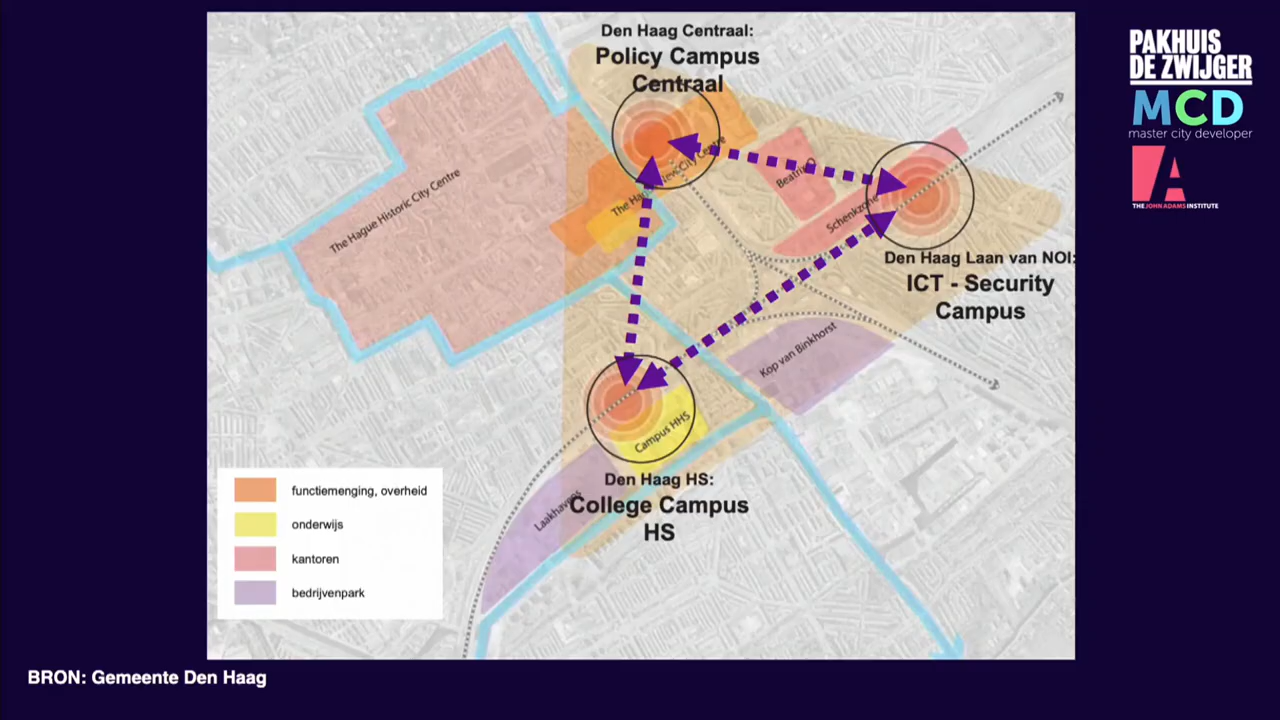 Den Haag Centraal:
Policy Campus
Centraal
PAKHUIS
DE ZWIJGER
MCD
master city developer
A
THE JOHN ADAMS INSTITUTE
The Hague Historic City Centre
The Hague New City Centre
Beatrix
Schenkzone
Den Haag Laan van NOI:
ICT - Security
Campus
Kop van Binkhorst
Campus HHS
Laakhavens
Den Haag HS:
College Campus
HS
functiemenging, overheid
onderwijs
kantoren
bedrijvenpark
BRON: Gemeente Den Haag